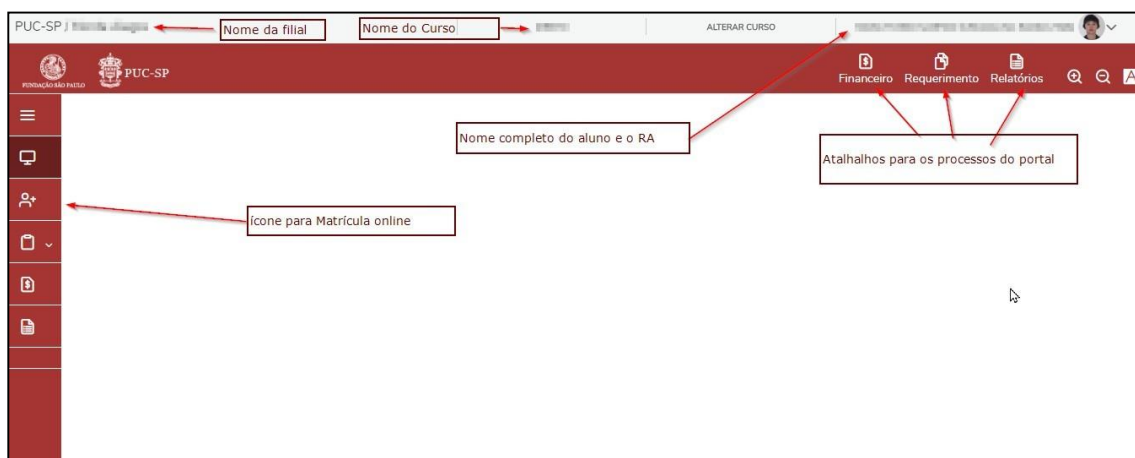 PUC-SP /
Nome da filial
Nome do Curso
ALTERAR CURSO
FUNDAÇÃO SÃO PAULO
PUC-SP
Financeiro
Requerimento
Relatórios
A
Nome completo do aluno e o RA
Atalhalhos para os processos do portal
ícone para Matrícula online